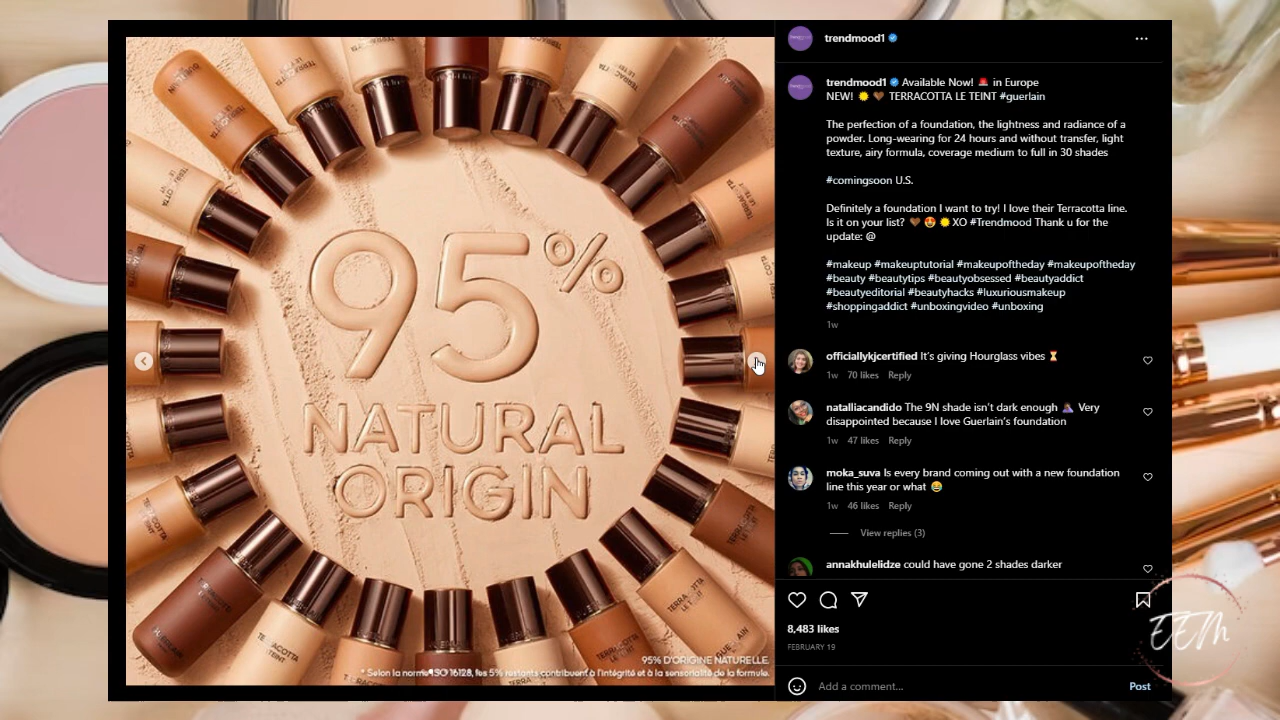 95%
NATURAL
ORIGIN
95% D'ORIGINE NATURELLE.
trendmood1
trendmood1 Available Now! 🚨 in Europe
NEW! ☀️ 🤎 TERRACOTTA LE TEINT #guerlain
The perfection of a foundation, the lightness and radiance of a
powder. Long-wearing for 24 hours and without transfer, light
texture, airy formula, coverage medium to full in 30 shades
#comingsoon U.S.
Definitely a foundation I want to try! I love their Terracotta line.
Is it on your list? 🤎 😍 ☀️ XO #Trendmood Thank u for the
update: @
#makeup #makeuptutorial #makeupoftheday #makeupoftheday
#beauty #beautytips #beautyobsessed #beautyaddict
#beautyeditorial #beautyhacks #luxuriousmakeup
#shoppingaddict #unboxingvideo #unboxing
1w
officiallykjcertified It's giving Hourglass vibes ⏳
1w 70 likes Reply
natalliacandido The 9N shade isn't dark enough 🤦🏾‍♀️ Very
disappointed because I love Guerlain's foundation
1w 47 likes Reply
moka_suva Is every brand coming out with a new foundation
line this year or what 😂
1w 46 likes Reply
View replies (3)
annakhulelidze could have gone 2 shades darker
8,483 likes
FEBRUARY 19
Add a comment...
Post
EEM